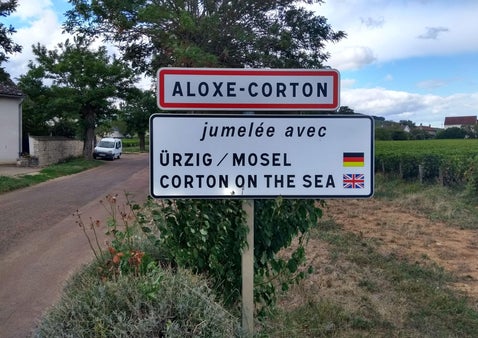 ALOXE-CORTON
jumelée avec
ÜRZIG / MOSEL
CORTON ON THE SEA